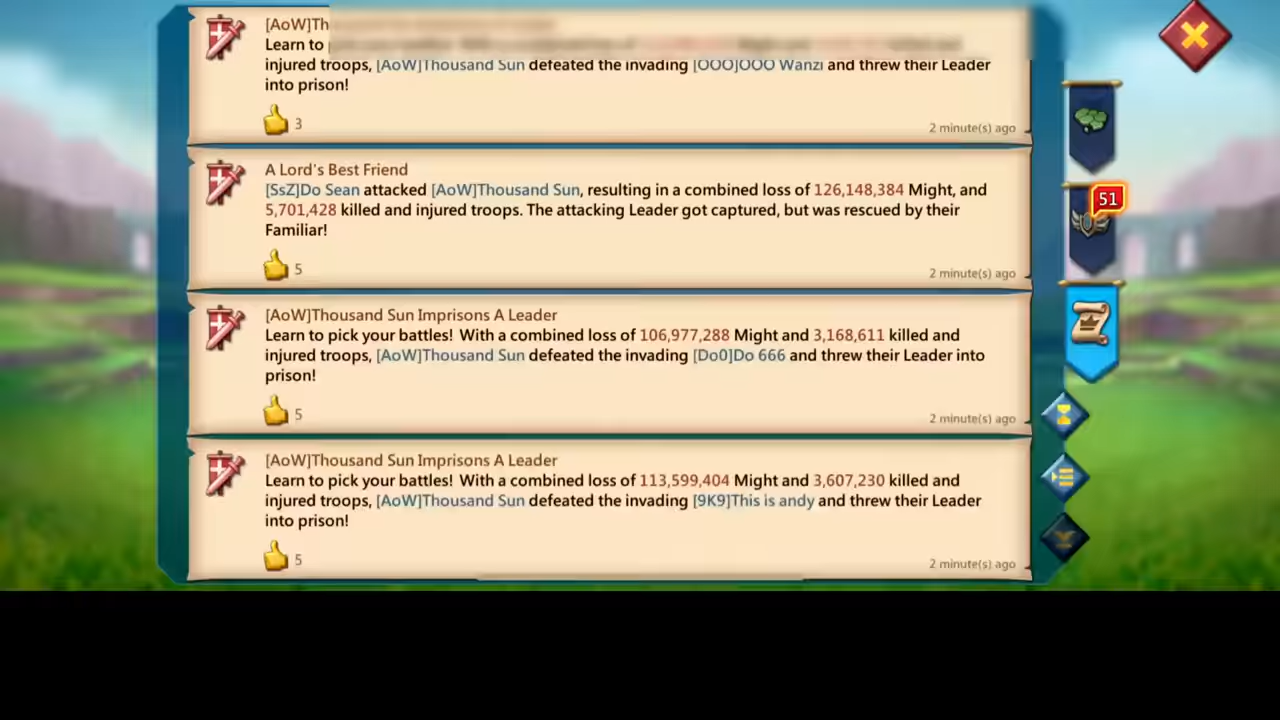 [AoW]Th
Learn to
injured troops, [AoW]Thousand Sun defeated the invading [OOO]OOO Wanzi and threw their Leader
into prison!
3
2 minute(s) ago
A Lord's Best Friend
[SsZ]Do Sean attacked [AoW]Thousand Sun, resulting in a combined loss of 126,148,384 Might, and
5,701,428 killed and injured troops. The attacking Leader got captured, but was rescued by their
Familiar!
5
2 minute(s) ago
51
[AoW]Thousand Sun Imprisons A Leader
Learn to pick your battles! With a combined loss of 106,977,288 Might and 3,168,611 killed and
injured troops, [AoW]Thousand Sun defeated the invading [Do0]Do 666 and threw their Leader into
prison!
5
2 minute(s) ago
[AoW]Thousand Sun Imprisons A Leader
Learn to pick your battles! With a combined loss of 113,599,404 Might and 3,607,230 killed and
injured troops, [AoW]Thousand Sun defeated the invading [9K9]This is andy and threw their Leader
into prison!
5
2 minute(s) ago